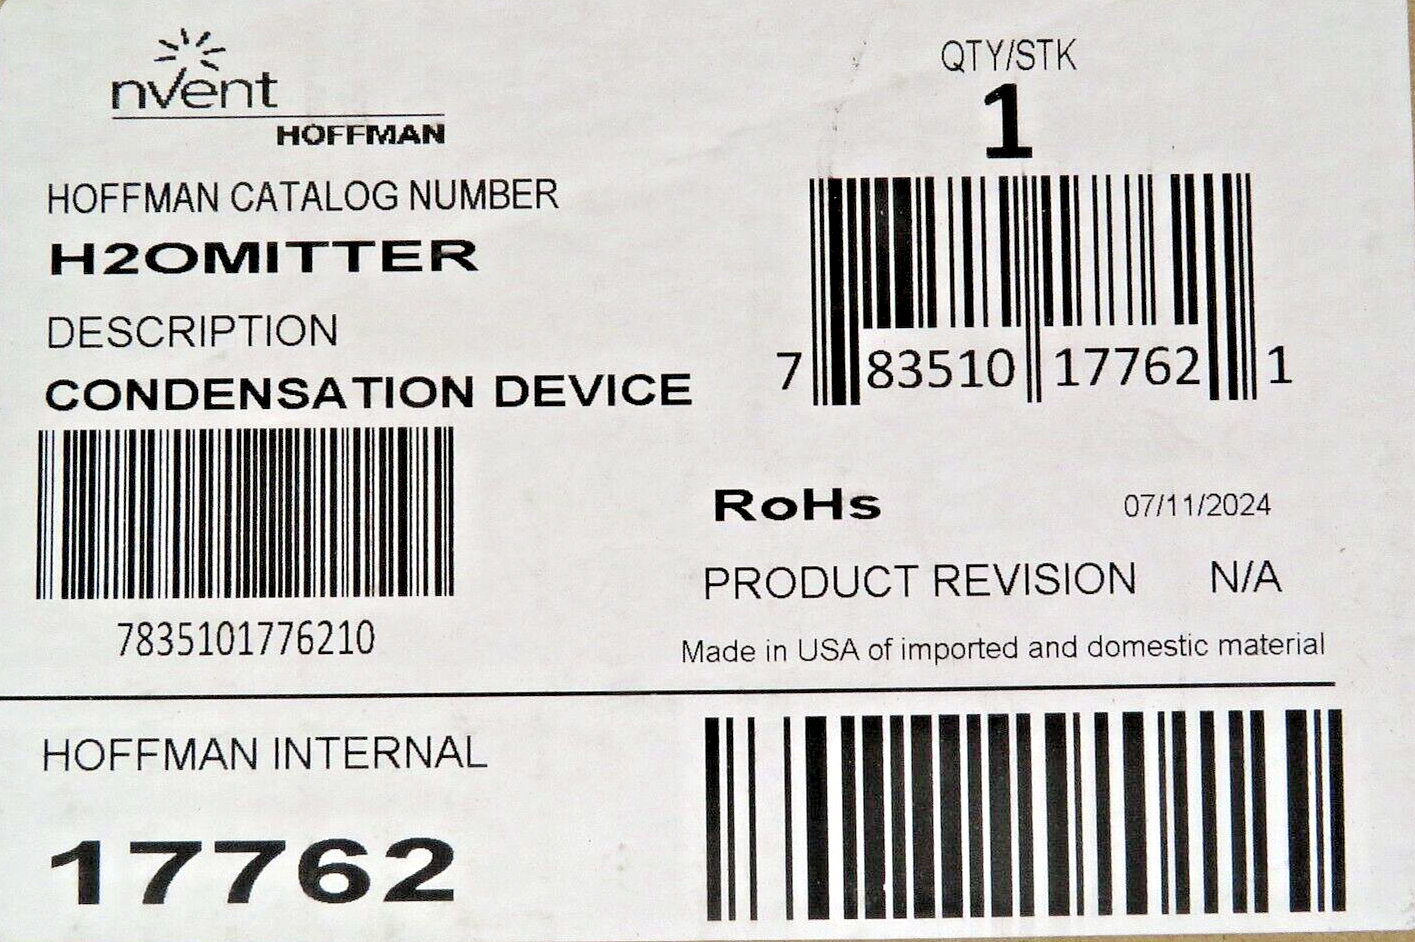 nvent
HOFFMAN
HOFFMAN CATALOG NUMBER
H2OMITTER
DESCRIPTION
CONDENSATION DEVICE
7835101776210
QTY/STK
1
7 83510 17762 1
RoHs 07/11/2024
PRODUCT REVISION N/A
Made in USA of imported and domestic material
HOFFMAN INTERNAL
17762